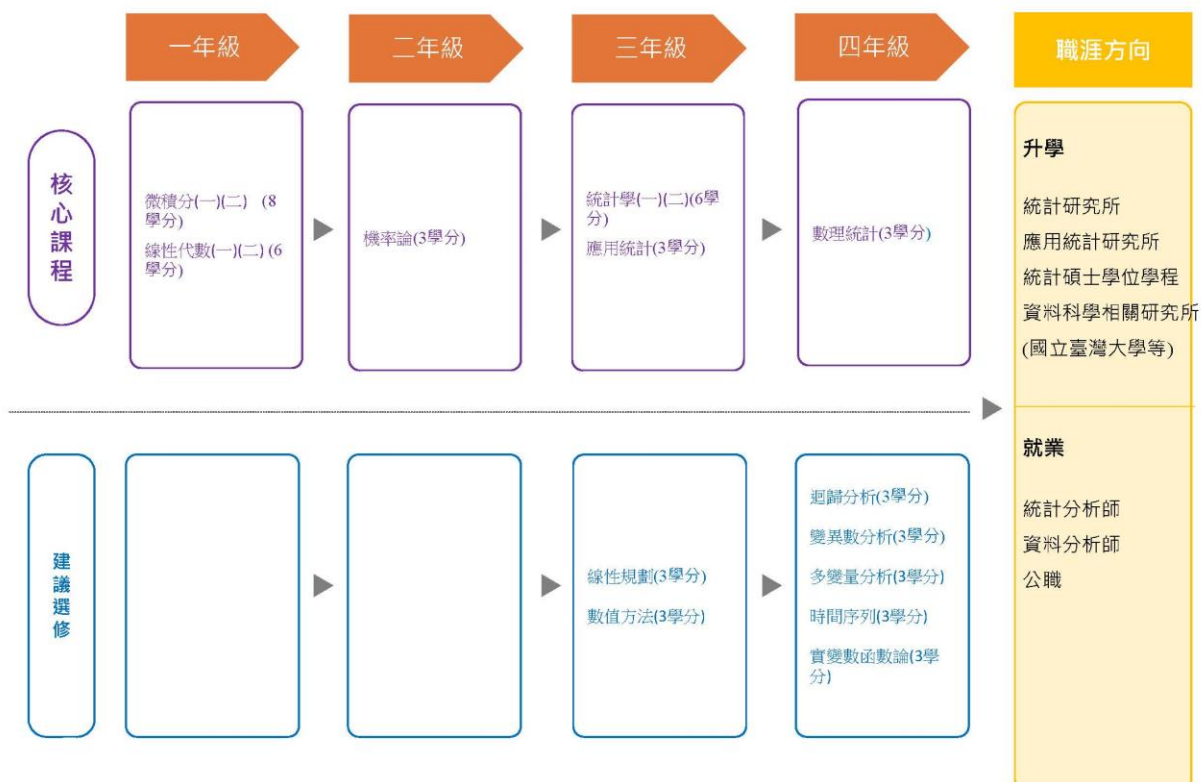 一年級
二年級
三年級
四年級
職涯方向
核心課程
微積分(一)(二) (8
學分)
線性代數(一)(二) (6
學分)
機率論(3學分)
統計學(一)(二)(6學
分)
應用統計(3學分)
數理統計(3學分)
升學
統計研究所
應用統計研究所
統計碩士學位學程
資料科學相關研究所
(國立臺灣大學等)
建議選修
線性規劃(3學分)
數值方法(3學分)
迴歸分析(3學分)
變異數分析(3學分)
多變量分析(3學分)
時間序列(3學分)
實變數函數論(3學
分)
就業
統計分析師
資料分析師
公職